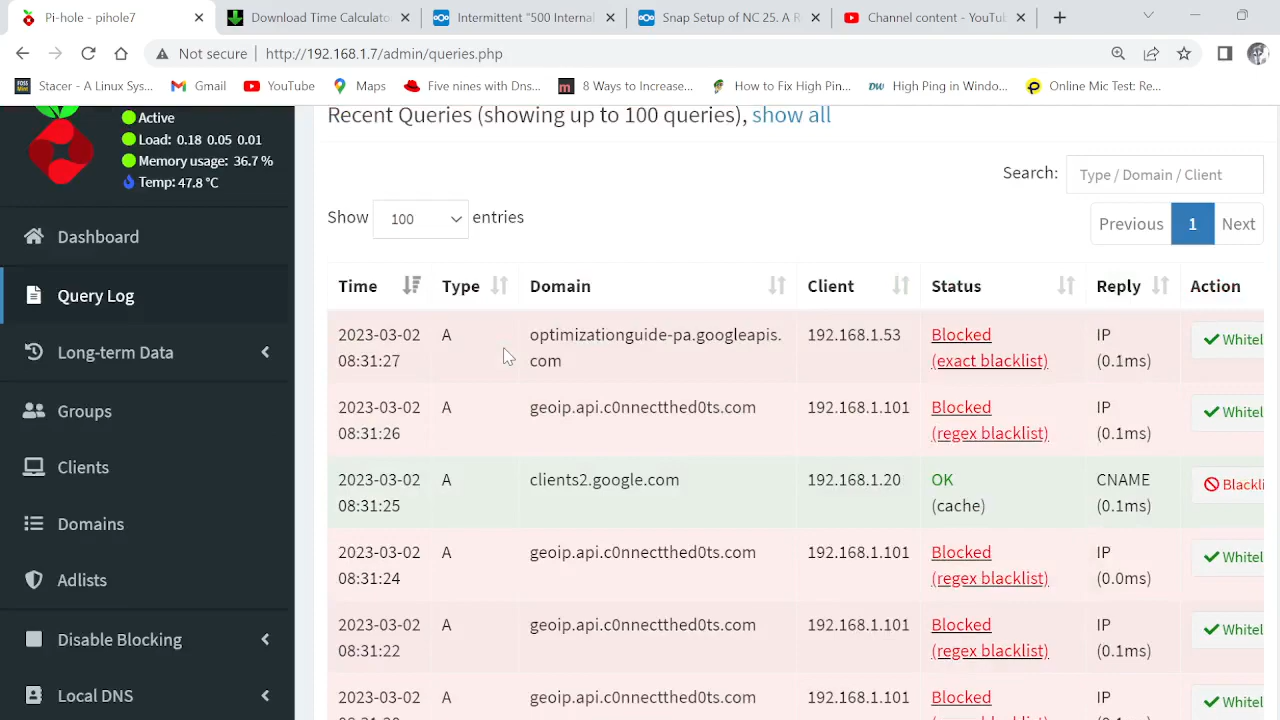 Pi-hole - pihole7
Download Time Calculato
Intermittent "500 Internal
Snap Setup of NC 25. A R
Channel content - YouTu
Not secure
http://192.168.1.7/admin/queries.php
Stacer - A Linux Sys...
Gmail
YouTube
Maps
Five nines with Dns...
8 Ways to Increase...
How to Fix High Pin...
High Ping in Windo...
Online Mic Test: Re...
Active
Load: 0.18 0.05 0.01
Memory usage: 36.7 %
Temp: 47.8 °C
Dashboard
Query Log
Long-term Data
Groups
Clients
Domains
Adlists
Disable Blocking
Local DNS
Recent Queries (showing up to 100 queries), show all
Search: Type / Domain / Client
Show 100 entries
Previous 1 Next
Time Type Domain Client Status Reply Action
2023-03-02 A optimizationguide-pa.googleapis. 192.168.1.53 Blocked IP Whitel
08:31:27 com (exact blacklist) (0.1ms)
2023-03-02 A geoip.api.c0nnectthed0ts.com 192.168.1.101 Blocked IP Whitel
08:31:26 (regex blacklist) (0.1ms)
2023-03-02 A clients2.google.com 192.168.1.20 OK CNAME Blackli
08:31:25 (cache) (0.1ms)
2023-03-02 A geoip.api.c0nnectthed0ts.com 192.168.1.101 Blocked IP Whitel
08:31:24 (regex blacklist) (0.0ms)
2023-03-02 A geoip.api.c0nnectthed0ts.com 192.168.1.101 Blocked IP Whitel
08:31:22 (regex blacklist) (0.1ms)
2023-03-02 A geoip.api.c0nnectthed0ts.com 192.168.1.101 Blocked IP Whitel